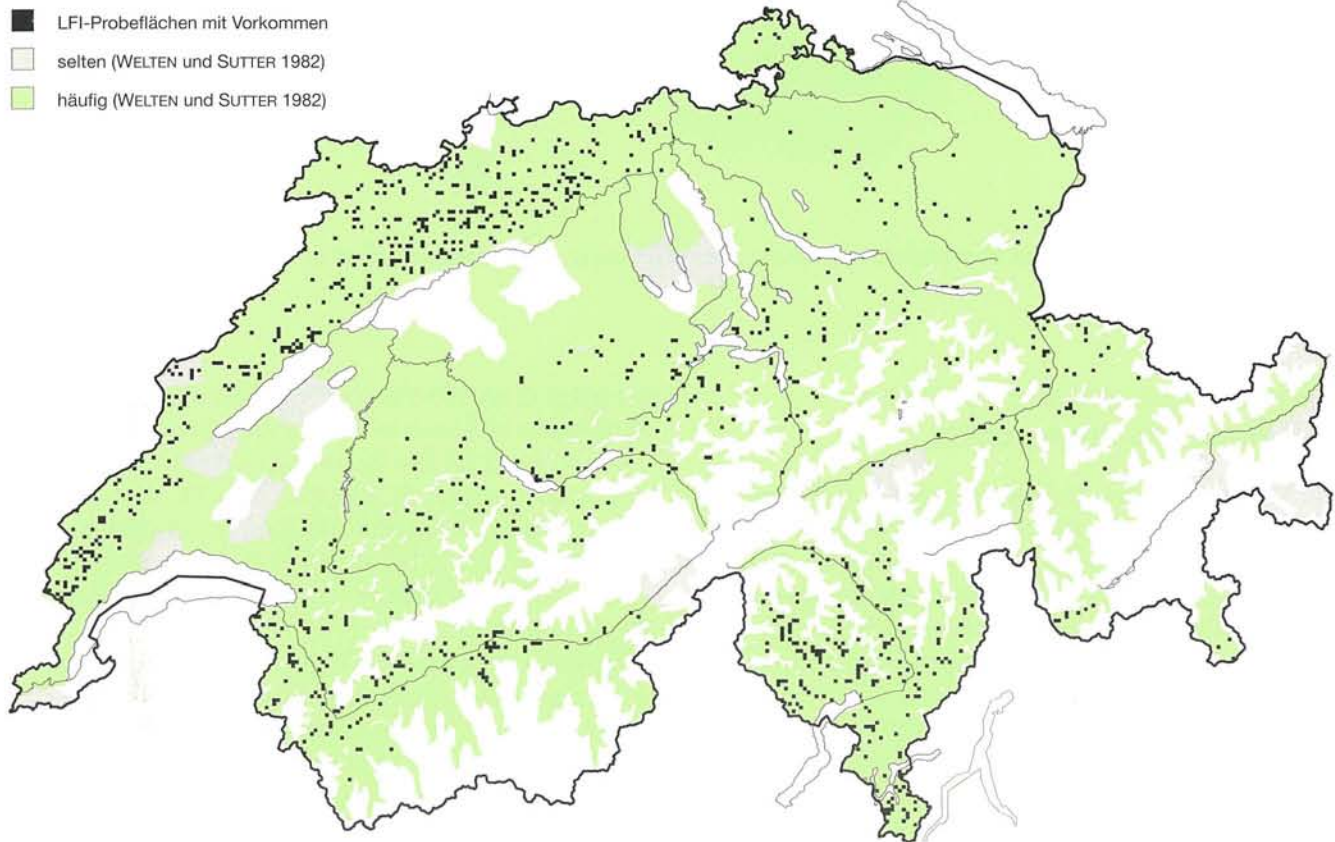 LFI-Probeflächen mit Vorkommen
selten (WELTEN und SUTTER 1982)
häufig (WELTEN und SUTTER 1982)